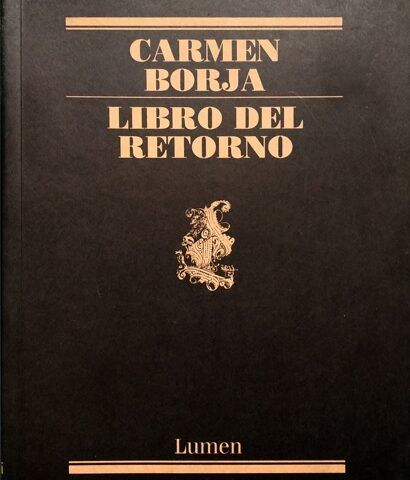 CARMEN
BORJA
LIBRO DEL
RETORNO
Lumen